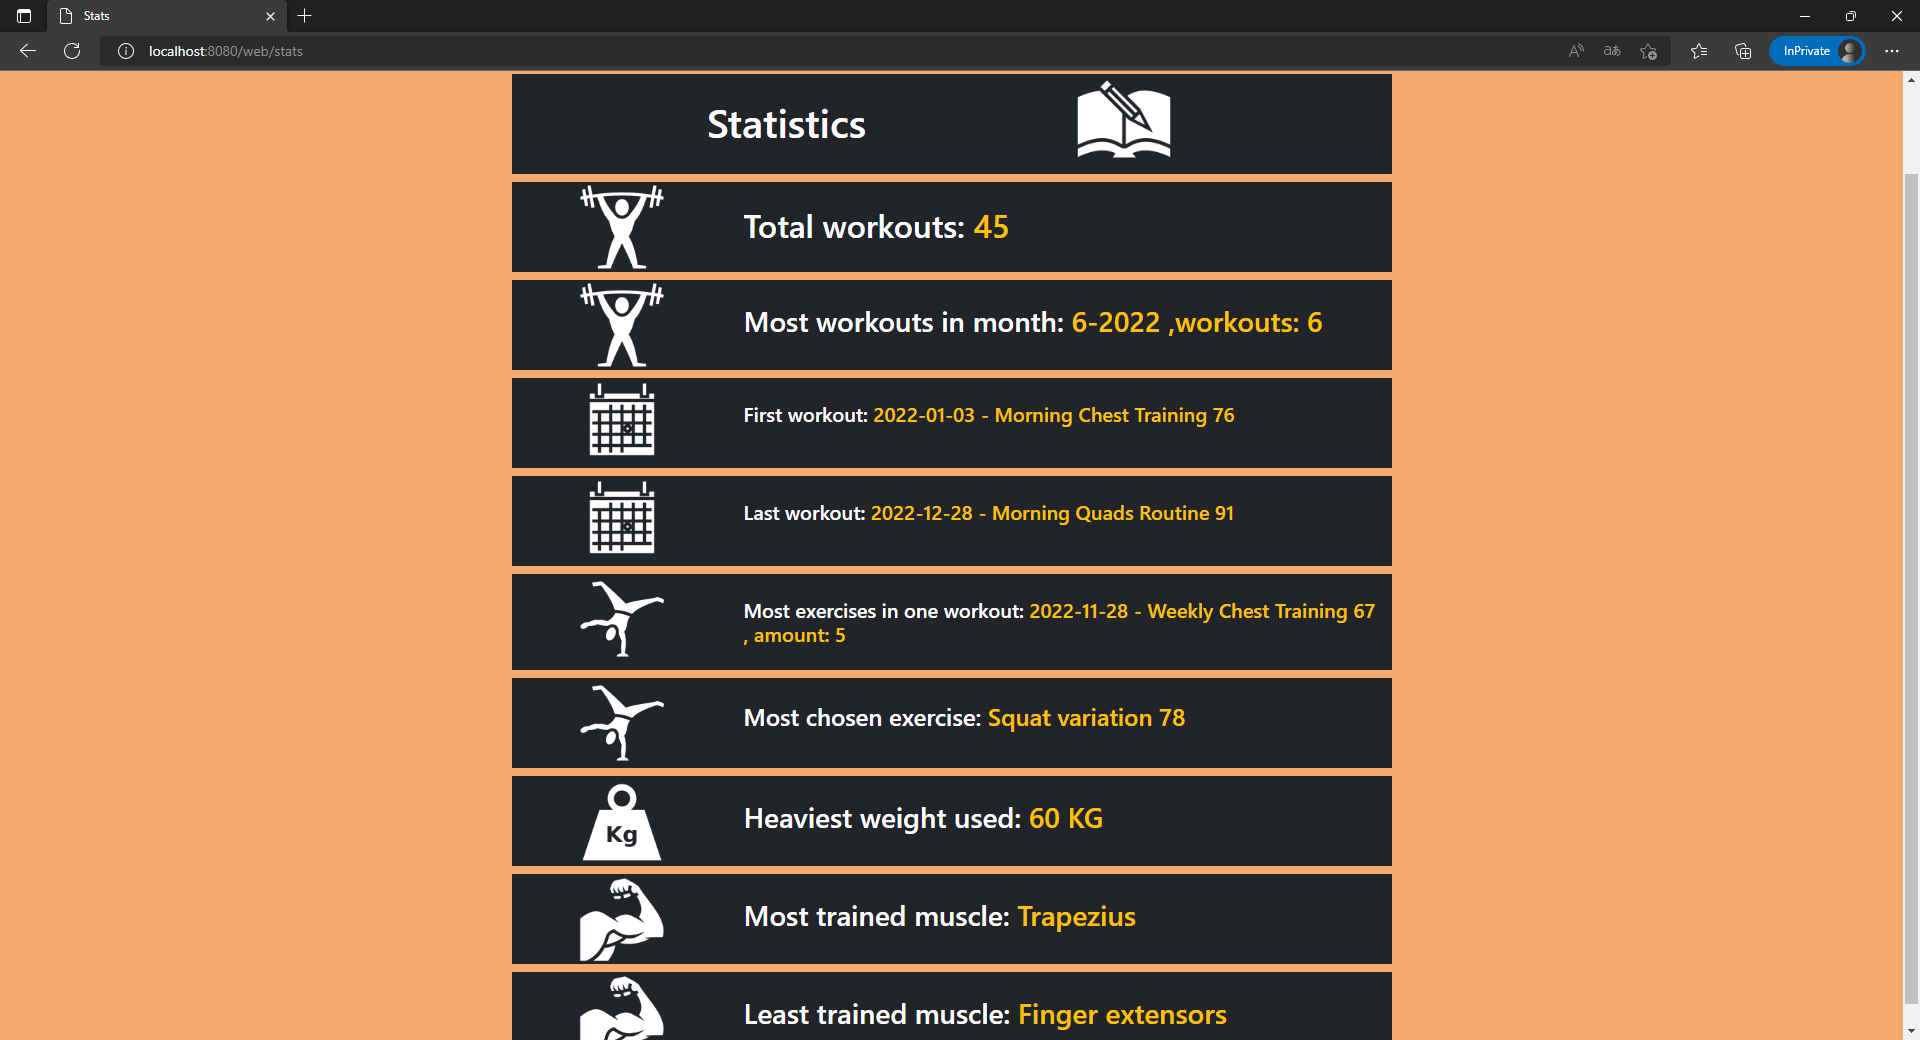 Stats
localhost:8080/web/stats
InPrivate
Statistics
Total workouts: 45
Most workouts in month: 6-2022 ,workouts: 6
First workout: 2022-01-03 - Morning Chest Training 76
Last workout: 2022-12-28 - Morning Quads Routine 91
Most exercises in one workout: 2022-11-28 - Weekly Chest Training 67
, amount: 5
Most chosen exercise: Squat variation 78
Kg
Heaviest weight used: 60 KG
Most trained muscle: Trapezius
Least trained muscle: Finger extensors